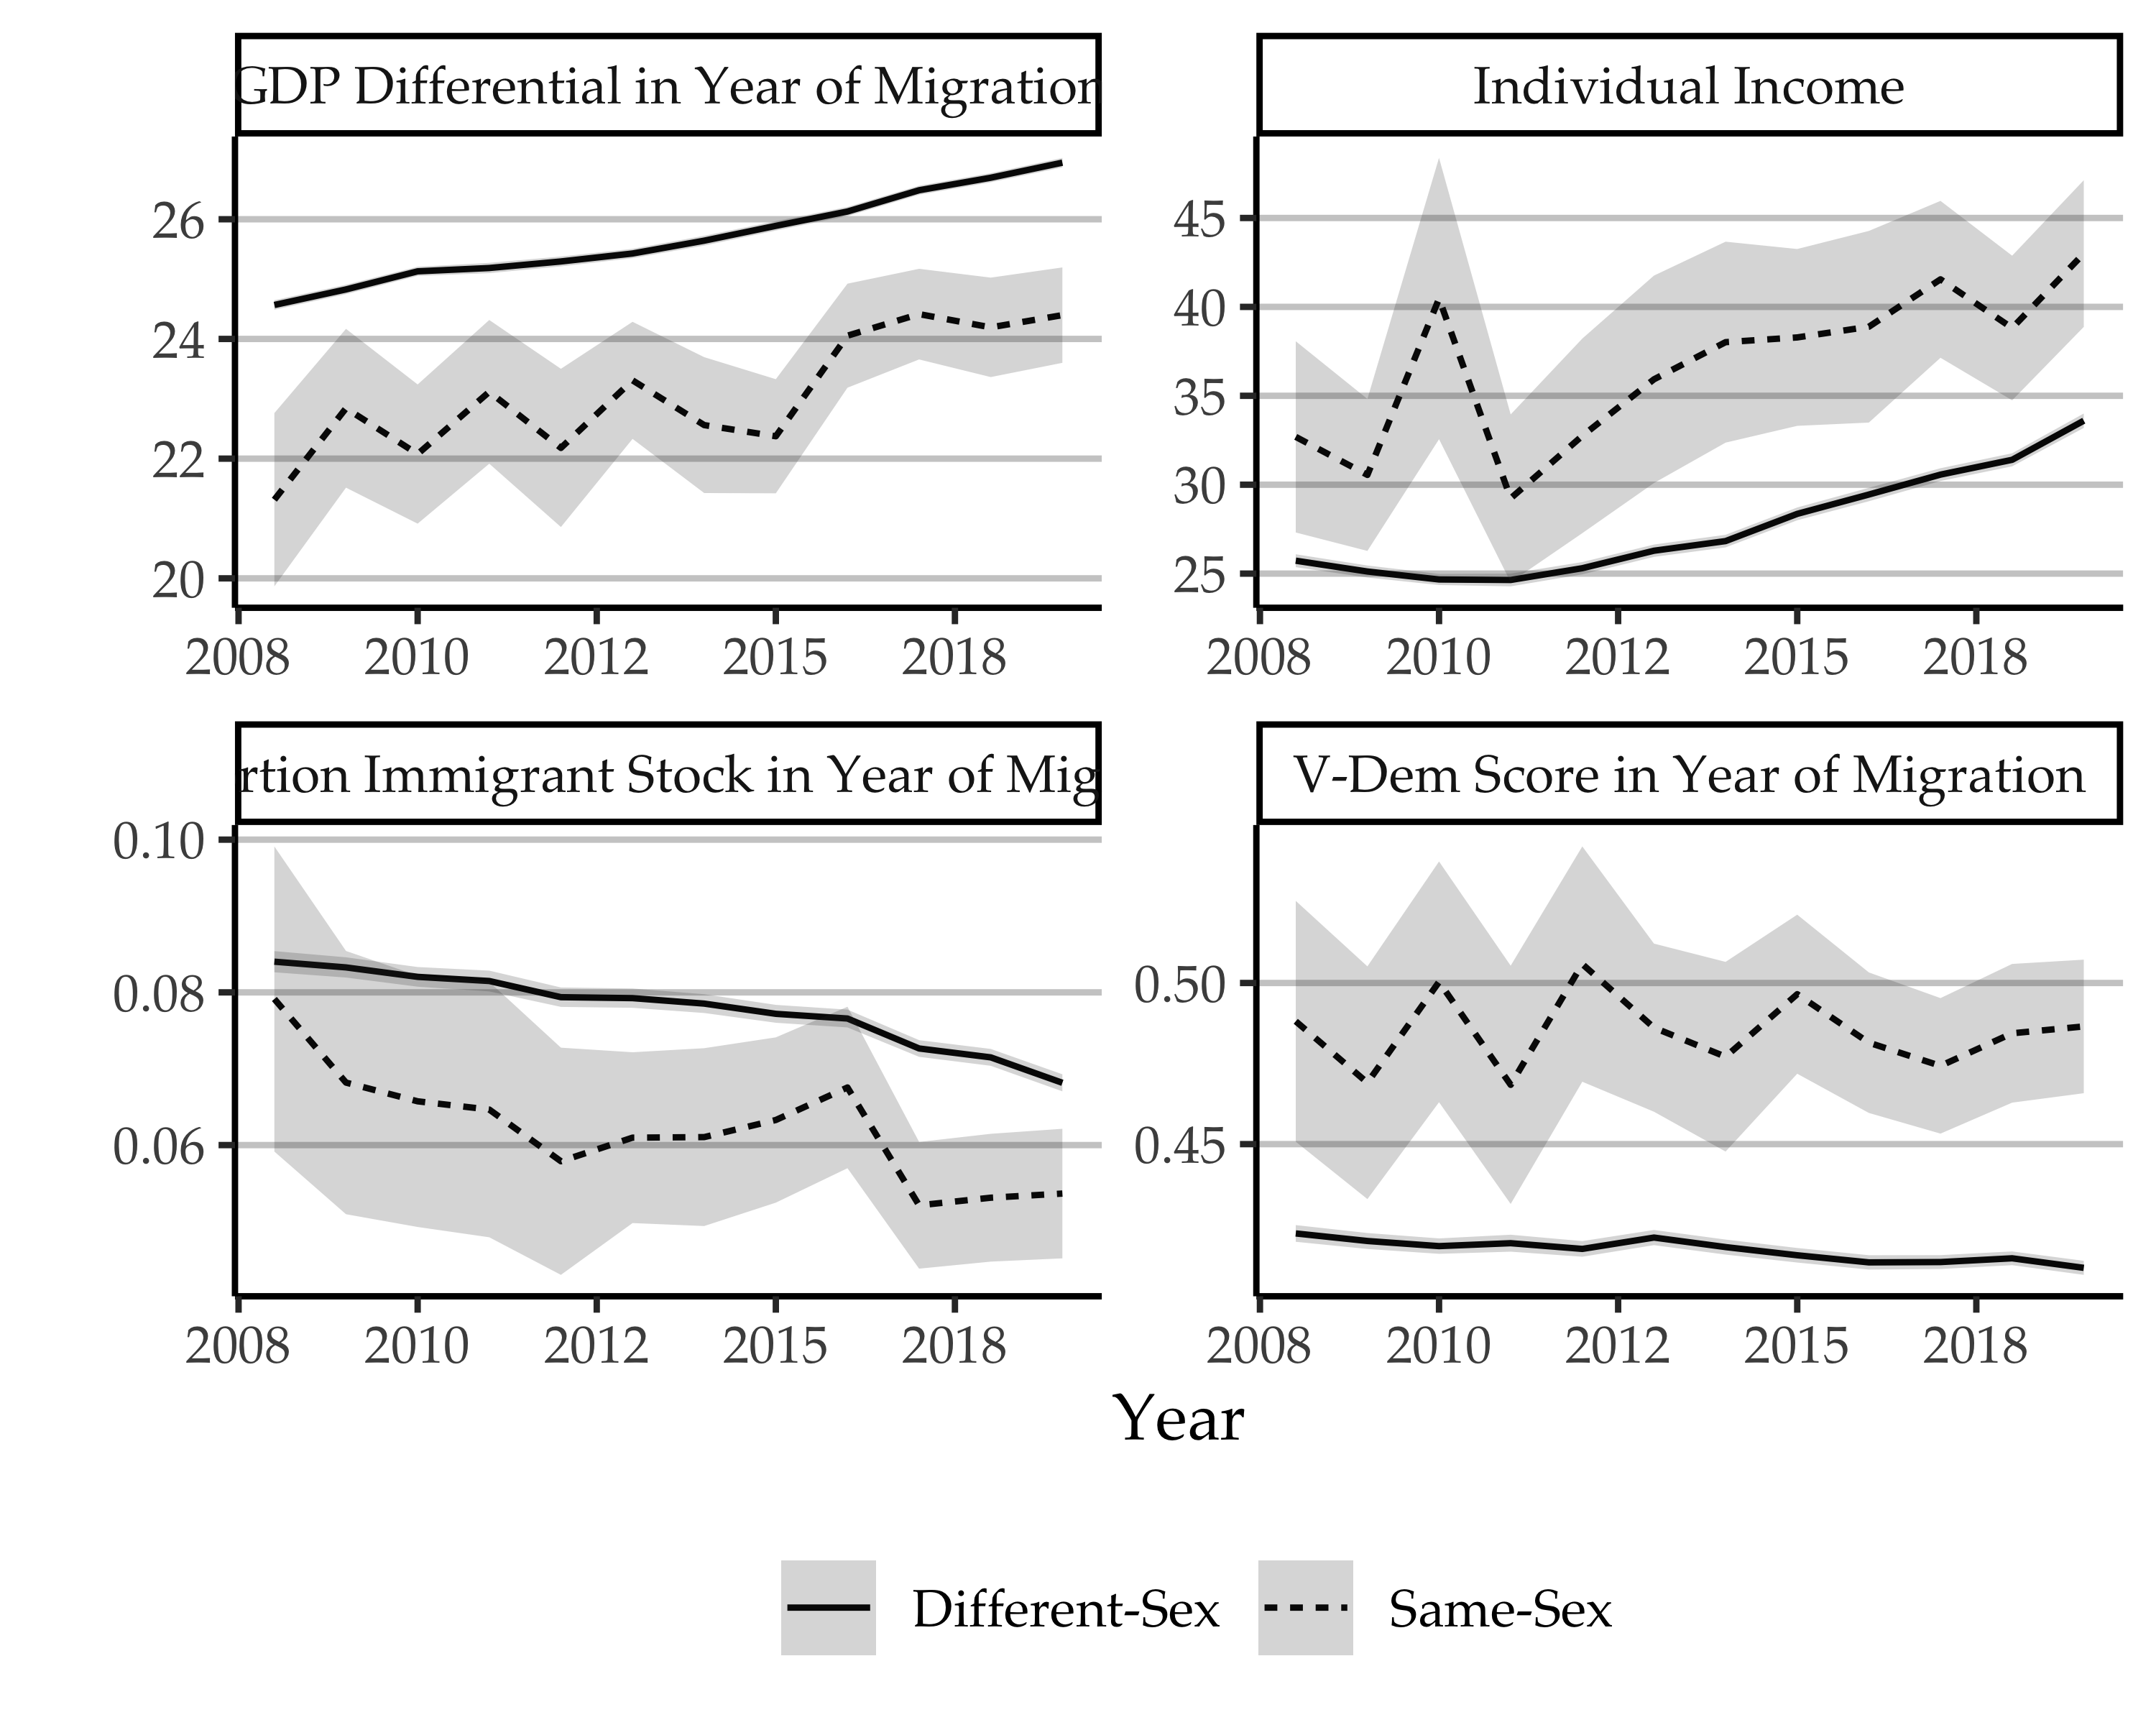 GDP Differential in Year of Migration
26
24
22
20
2008 2010 2012 2015 2018
Individual Income
45
40
35
30
25
2008 2010 2012 2015 2018
rtion Immigrant Stock in Year of Mig
0.10
0.08
0.06
2008 2010 2012 2015 2018
V-Dem Score in Year of Migration
0.50
0.45
2008 2010 2012 2015 2018
Year
Different-Sex Same-Sex